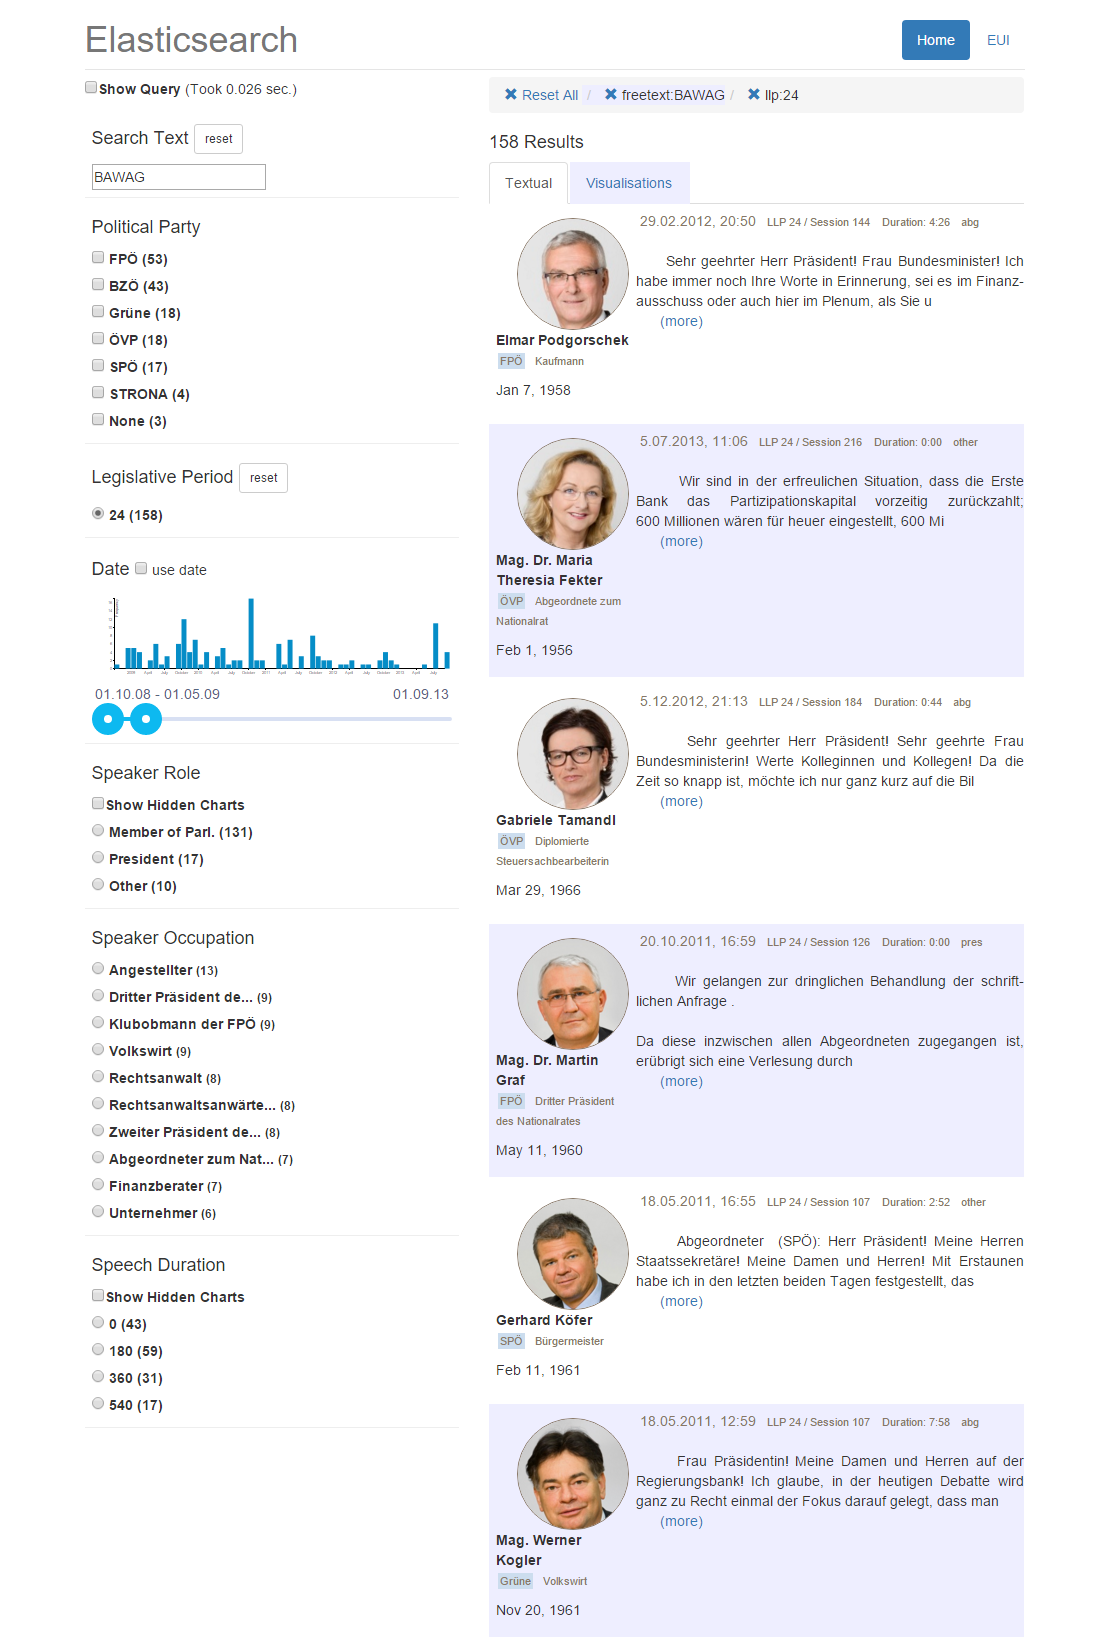 Elasticsearch
Home EUI
Show Query (Took 0.026 sec.)
Reset All / freetext:BAWAG / llp:24
Search Text reset
BAWAG
Political Party
FPÖ (53)
BZÖ (43)
Grüne (18)
ÖVP (18)
SPÖ (17)
STRONA (4)
None (3)
Legislative Period reset
24 (158)
Date use date
01.10.08 - 01.05.09 01.09.13
Speaker Role
Show Hidden Charts
Member of Parl. (131)
President (17)
Other (10)
Speaker Occupation
Angestellter (13)
Dritter Präsident de... (9)
Klubobmann der FPÖ (9)
Volkswirt (9)
Rechtsanwalt (8)
Rechtsanwaltsanwärte... (8)
Zweiter Präsident de... (8)
Abgeordneter zum Nat... (7)
Finanzberater (7)
Unternehmer (6)
Speech Duration
Show Hidden Charts
0 (43)
180 (59)
360 (31)
540 (17)
158 Results
Textual Visualisations
29.02.2012, 20:50 LLP 24 / Session 144 Duration: 4:26 abg
Sehr geehrter Herr Präsident! Frau Bundesminister! Ich
habe immer noch Ihre Worte in Erinnerung, sei es im Finanz-
ausschuss oder auch hier im Plenum, als Sie u
(more)
Elmar Podgorschek
FPÖ Kaufmann
Jan 7, 1958
5.07.2013, 11:06 LLP 24 / Session 216 Duration: 0:00 other
Wir sind in der erfreulichen Situation, dass die Erste
Bank das Partizipationskapital vorzeitig zurückzahlt;
600 Millionen wären für heuer eingestellt, 600 Mi
(more)
Mag. Dr. Maria
Theresia Fekter
ÖVP Abgeordnete zum
Nationalrat
Feb 1, 1956
5.12.2012, 21:13 LLP 24 / Session 184 Duration: 0:44 abg
Sehr geehrter Herr Präsident! Sehr geehrte Frau
Bundesministerin! Werte Kolleginnen und Kollegen! Da die
Zeit so knapp ist, möchte ich nur ganz kurz auf die Bil
(more)
Gabriele Tamandl
ÖVP Diplomierte
Steuersachbearbeiterin
Mar 29, 1966
20.10.2011, 16:59 LLP 24 / Session 126 Duration: 0:00 pres
Wir gelangen zur dringlichen Behandlung der schrift-
lichen Anfrage .
Da diese inzwischen allen Abgeordneten zugegangen ist,
erübrigt sich eine Verlesung durch
(more)
Mag. Dr. Martin
Graf
FPÖ Dritter Präsident
des Nationalrates
May 11, 1960
18.05.2011, 16:55 LLP 24 / Session 107 Duration: 2:52 other
Abgeordneter (SPÖ): Herr Präsident! Meine Herren
Staatssekretäre! Meine Damen und Herren! Mit Erstaunen
habe ich in den letzten beiden Tagen festgestellt, das
(more)
Gerhard Köfer
SPÖ Bürgermeister
Feb 11, 1961
18.05.2011, 12:59 LLP 24 / Session 107 Duration: 7:58 abg
Frau Präsidentin! Meine Damen und Herren auf der
Regierungsbank! Ich glaube, in der heutigen Debatte wird
ganz zu Recht einmal der Fokus darauf gelegt, dass man
(more)
Mag. Werner
Kogler
Grüne Volkswirt
Nov 20, 1961